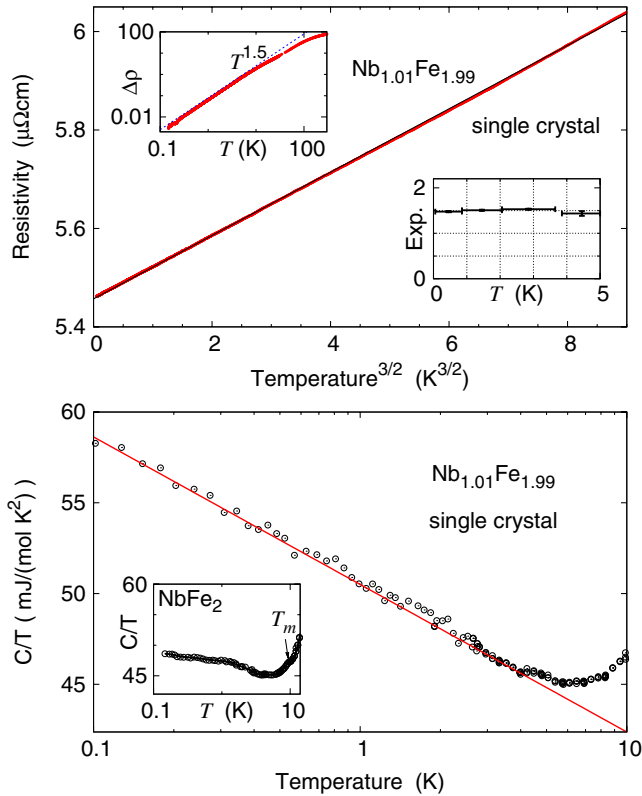 6
5.8
5.6
5.4
Resistivity (μΩcm)
100
0.01
Δρ
T^1.5
0.1
T (K)
100
Nb1.01Fe1.99
single crystal
2
0
Exp.
0
T (K)
5
0
2
4
6
8
Temperature^3/2 (K^3/2)
60
55
50
45
C/T ( mJ/(mol K^2) )
Nb1.01Fe1.99
single crystal
60
45
C/T
NbFe2
Tm
0.1
T (K)
10
0.1
1
10
Temperature (K)